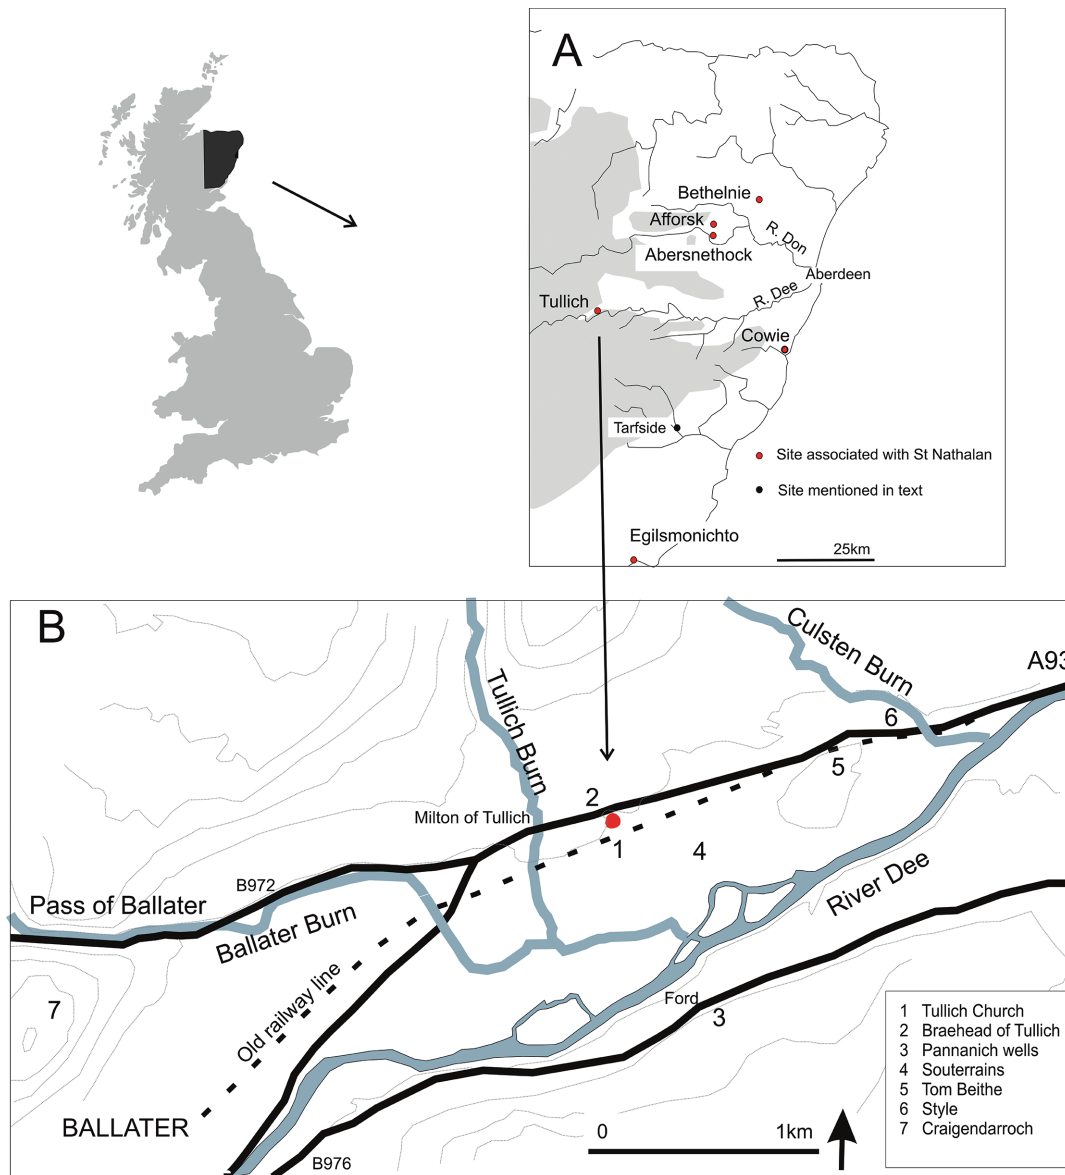 A
Bethelnie
Afforsk
R. Don
Abersnethock
Aberdeen
R. Dee
Tullich
Cowie
Tarfside
Site associated with St Nathalan
Site mentioned in text
Egilsmonichto
25km
B
Culsten Burn
A93
Tullich Burn
6
5
2
Milton of Tullich
1
4
B972
Pass of Ballater
Ballater Burn
River Dee
Old railway line
Ford
3
7
BALLATER
B976
0 1km
1 Tullich Church
2 Braehead of Tullich
3 Pannanich wells
4 Souterrains
5 Tom Beithe
6 Style
7 Craigendarroch